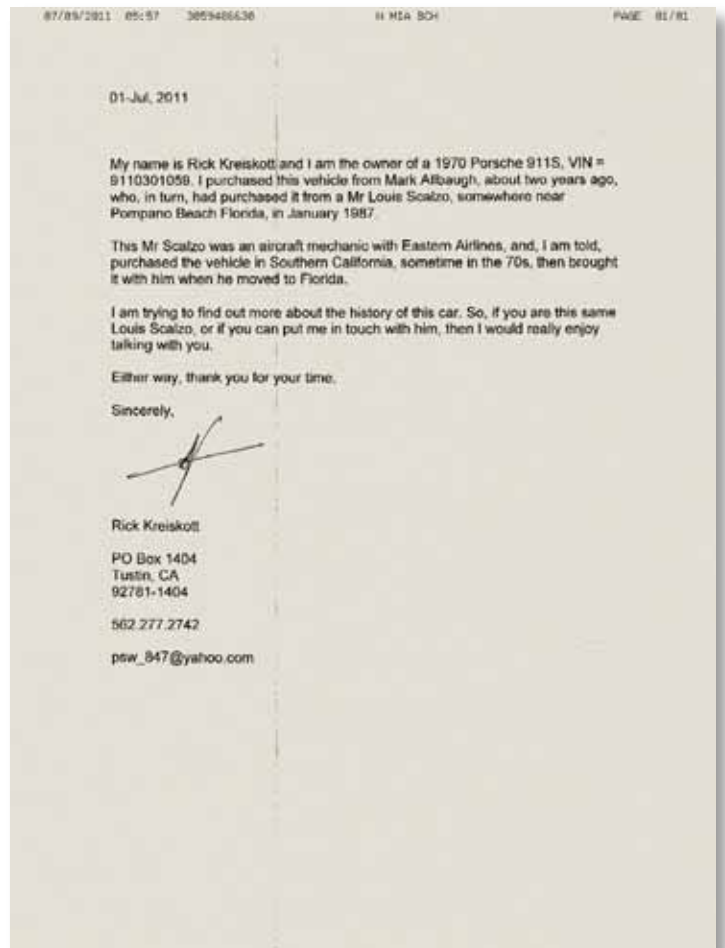 07/09/2011 05:57 3059486630 N MIA BCH PAGE 01/01
01-Jul, 2011
My name is Rick Kreiskott and I am the owner of a 1970 Porsche 911S, VIN =
9110301059. I purchased this vehicle from Mark Allbaugh, about two years ago,
who, in turn, had purchased it from a Mr Louis Scalzo, somewhere near
Pompano Beach Florida, in January 1987.
This Mr Scalzo was an aircraft mechanic with Eastern Airlines, and, I am told,
purchased the vehicle in Southern California, sometime in the 70s, then brought
it with him when he moved to Florida.
I am trying to find out more about the history of this car. So, if you are this same
Louis Scalzo, or if you can put me in touch with him, then I would really enjoy
talking with you.
Either way, thank you for your time.
Sincerely,
Rick Kreiskott
PO Box 1404
Tustin, CA
92781-1404
562.277.2742
psw_847@yahoo.com